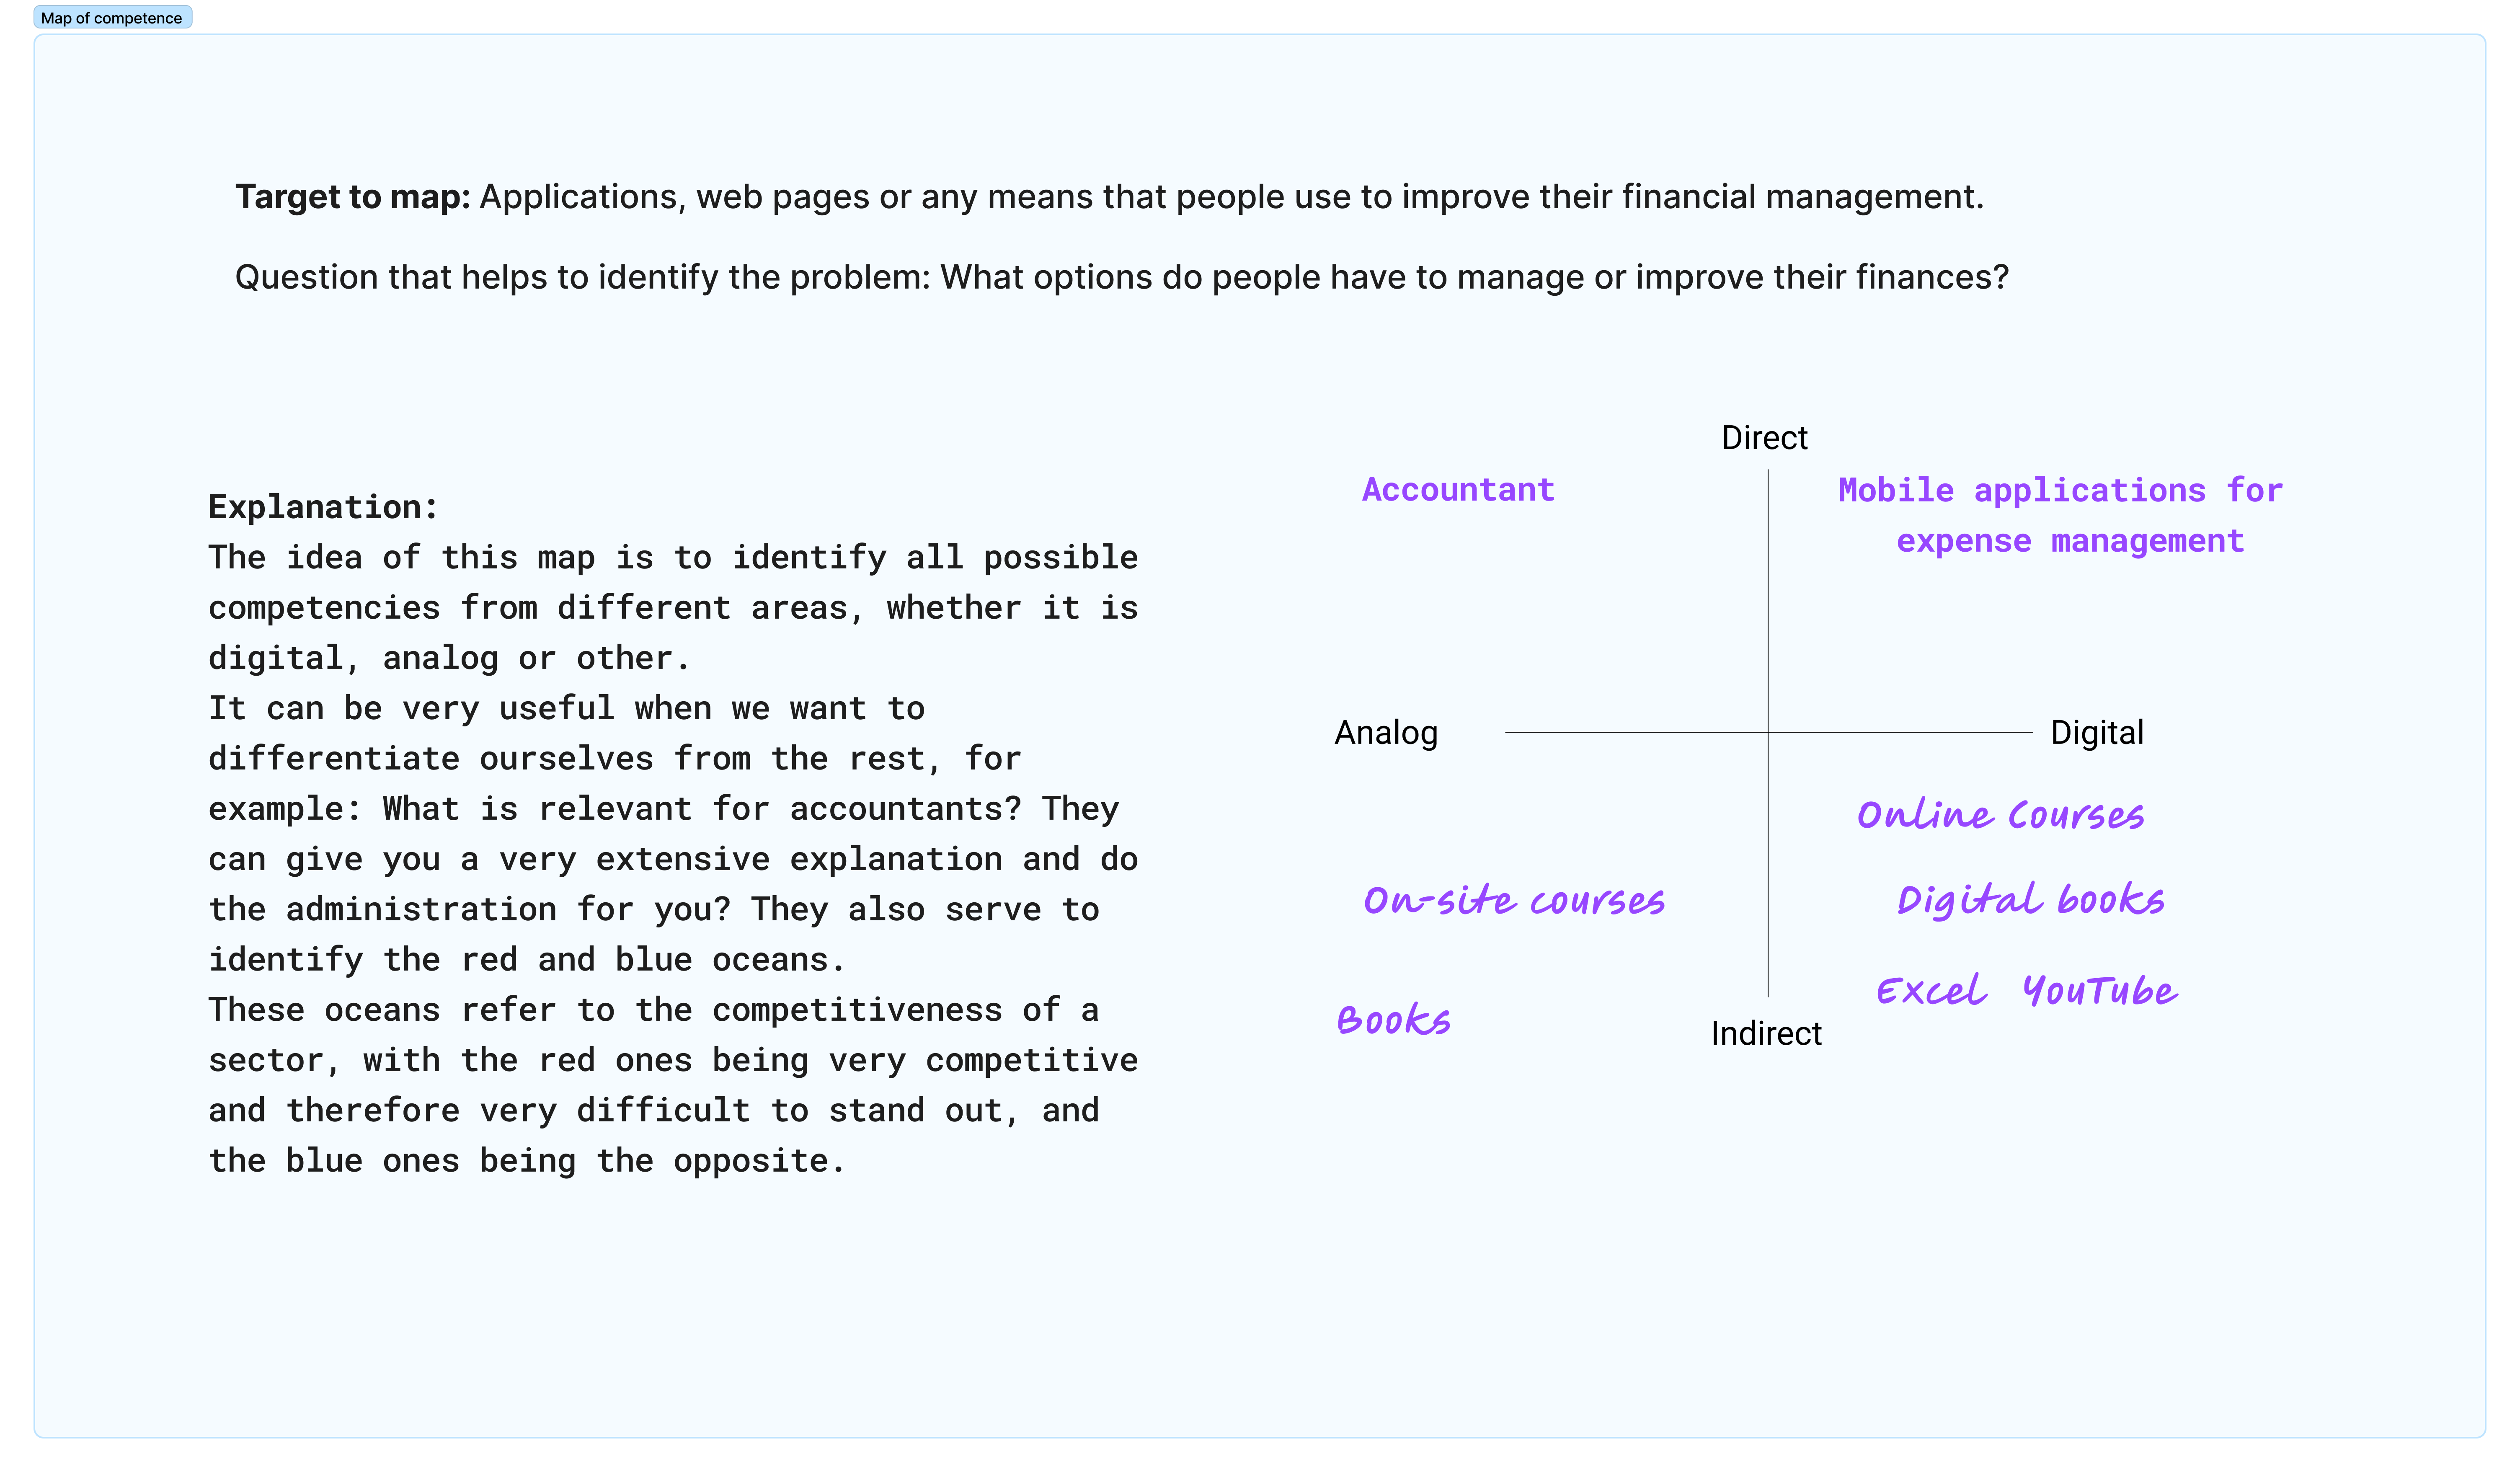 Map of competence
Target to map: Applications, web pages or any means that people use to improve their financial management.
Question that helps to identify the problem: What options do people have to manage or improve their finances?
Explanation:
The idea of this map is to identify all possible
competencies from different areas, whether it is
digital, analog or other.
It can be very useful when we want to
differentiate ourselves from the rest, for
example: What is relevant for accountants? They
can give you a very extensive explanation and do
the administration for you? They also serve to
identify the red and blue oceans.
These oceans refer to the competitiveness of a
sector, with the red ones being very competitive
and therefore very difficult to stand out, and
the blue ones being the opposite.
Direct
Accountant
Mobile applications for
expense management
Analog
Digital
Online Courses
On-site courses
Digital books
Excel YouTube
Books
Indirect